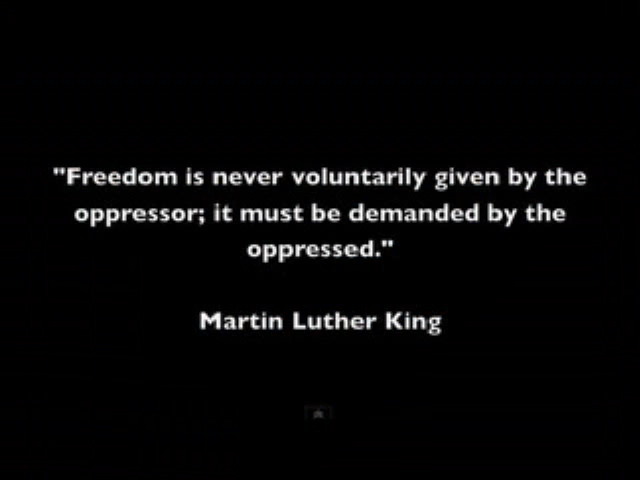 "Freedom is never voluntarily given by the
oppressor; it must be demanded by the
oppressed."
Martin Luther King